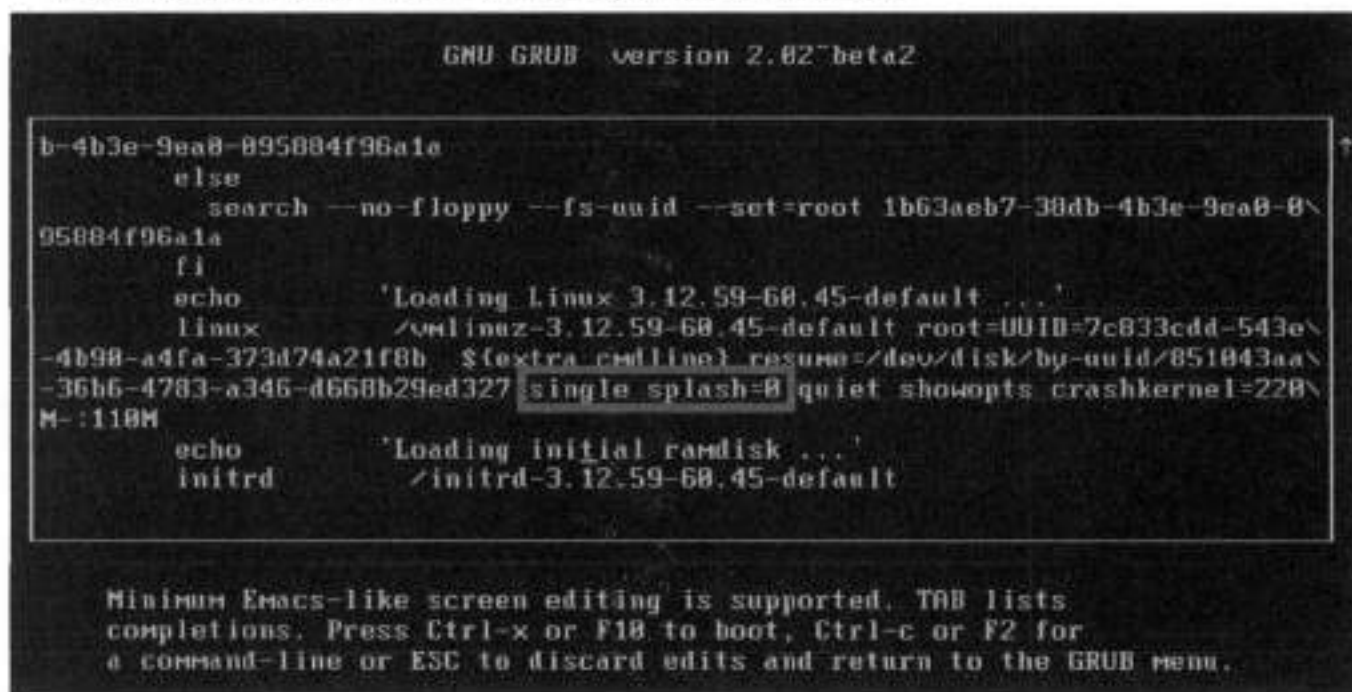 GNU GRUB version 2.02~beta2
b-4b3e-9ea0-095884f96a1a
else
search --no-floppy --fs-uuid --set=root 1b63aeb7-38db-4b3e-9ea0-0\
95884f96a1a
fi
echo 'Loading Linux 3.12.59-60.45-default ...'
linux /vmlinuz-3.12.59-60.45-default root=UUID=7c833cdd-543e\
-4b90-a4fa-373d74a21f8b ${extra_cmdline} resume=/dev/disk/by-uuid/851043aa\
-36b6-4783-a346-d668b29ed327 single splash=0 quiet showopts crashkernel=220\
M-:110M
echo 'Loading initial ramdisk ...'
initrd /initrd-3.12.59-60.45-default
Minimum Emacs-like screen editing is supported. TAB lists
completions. Press Ctrl-x or F10 to boot, Ctrl-c or F2 for
a command-line or ESC to discard edits and return to the GRUB menu.